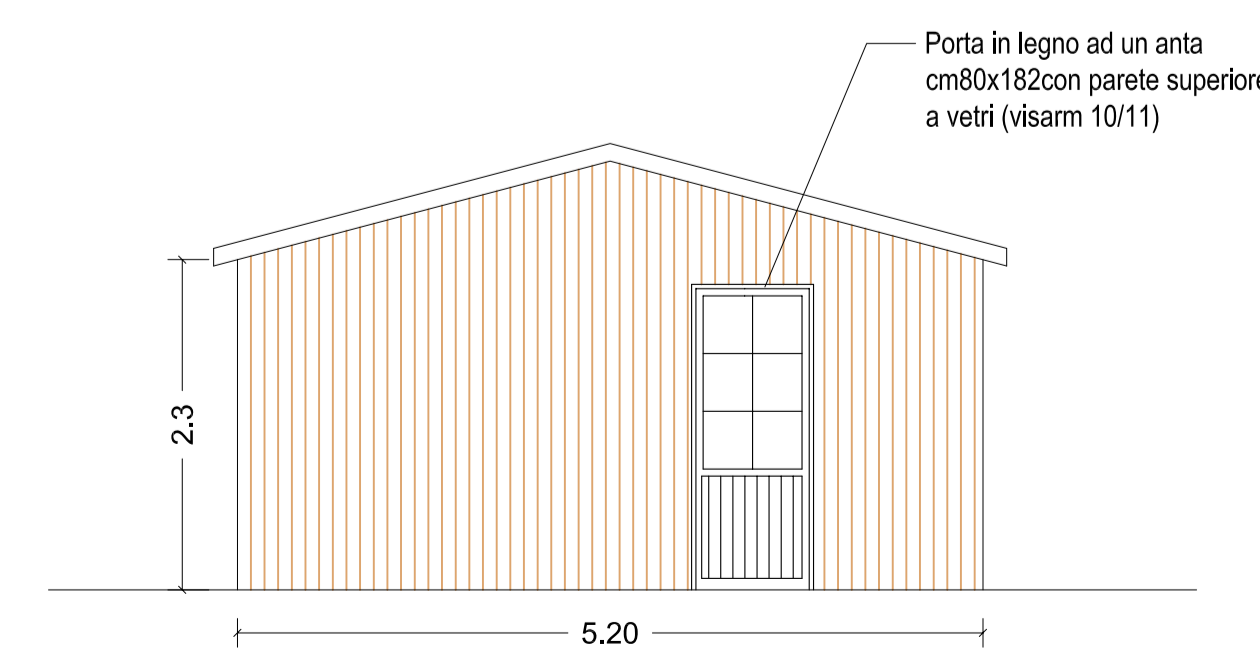 Porta in legno ad un anta
cm80x182con parete superiore
a vetri (visarm 10/11)
2.3
5.20